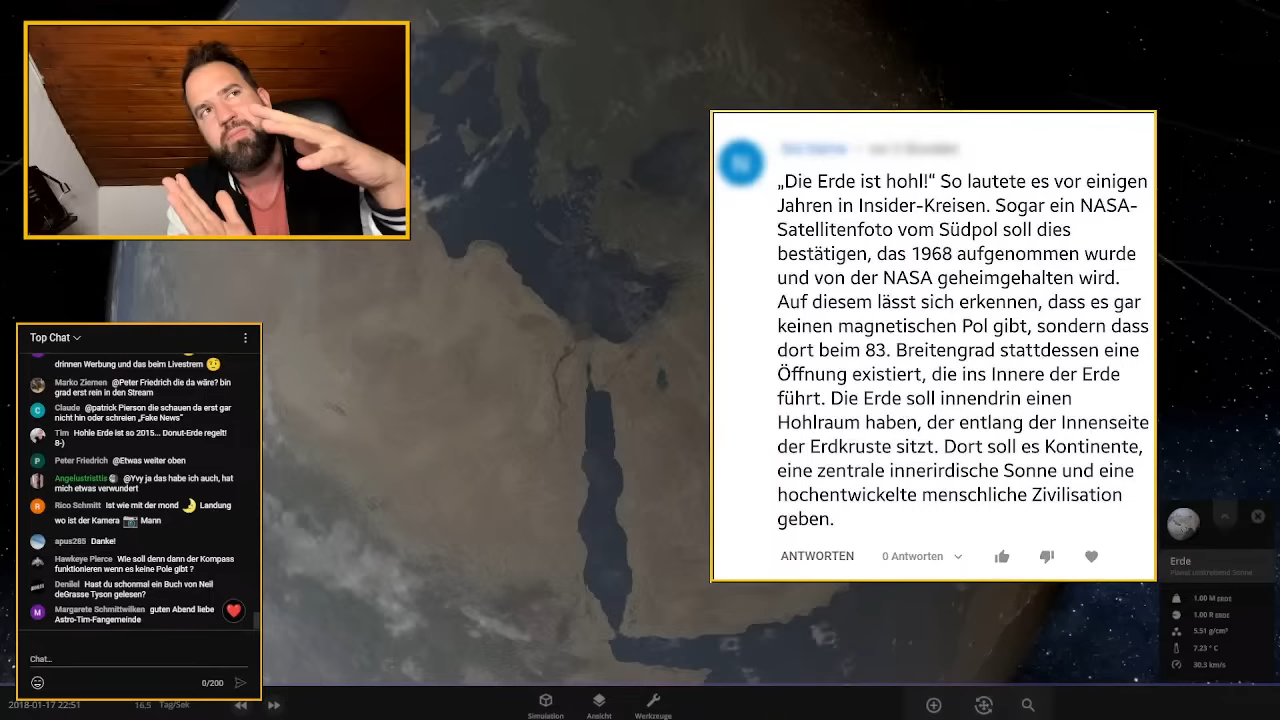 „Die Erde ist hohl!“ So lautete es vor einigen
Jahren in Insider-Kreisen. Sogar ein NASA-
Satellitenfoto vom Südpol soll dies
bestätigen, das 1968 aufgenommen wurde
und von der NASA geheimgehalten wird.
Auf diesem lässt sich erkennen, dass es gar
keinen magnetischen Pol gibt, sondern dass
dort beim 83. Breitengrad stattdessen eine
Öffnung existiert, die ins Innere der Erde
führt. Die Erde soll innendrin einen
Hohlraum haben, der entlang der Innenseite
der Erdkruste sitzt. Dort soll es Kontinente,
eine zentrale innerirdische Sonne und eine
hochentwickelte menschliche Zivilisation
geben.
ANTWORTEN 0 Antworten
Top Chat
drinnen Werbung und das beim Livestrem
Marko Ziemen @Peter Friedrich die da wäre? bin
grad erst rein in den Stream
C Claude @patrick Pierson die schauen da erst gar
nicht hin oder schreien „Fake News“
Tim Hohle Erde ist so 2015... Donut-Erde regelt!
8-)
P Peter Friedrich @Etwas weiter oben
Angelustristtis @Yvy ja das habe ich auch, hat
mich etwas verwundert
R Rico Schmitt Ist wie mit der mond 🌙 Landung
wo ist der Kamera 📷 Mann
apus285 Danke!
Hawkeye Pierce Wie soll denn dann der Kompass
funktionieren wenn es keine Pole gibt ?
Denilel Hast du schonmal ein Buch von Neil
deGrasse Tyson gelesen?
M Margarete Schmittwilken guten Abend liebe
Astro-Tim-Fangemeinde
Chat...
0/200
Erde
Planet umkreisend Sonne
1.00 M ERDE
1.00 R ERDE
5.51 g/cm³
7.23 ° C
30.3 km/s
2018-01-17 22:51 16.5 Tag/Sek
Simulation Ansicht Werkzeuge